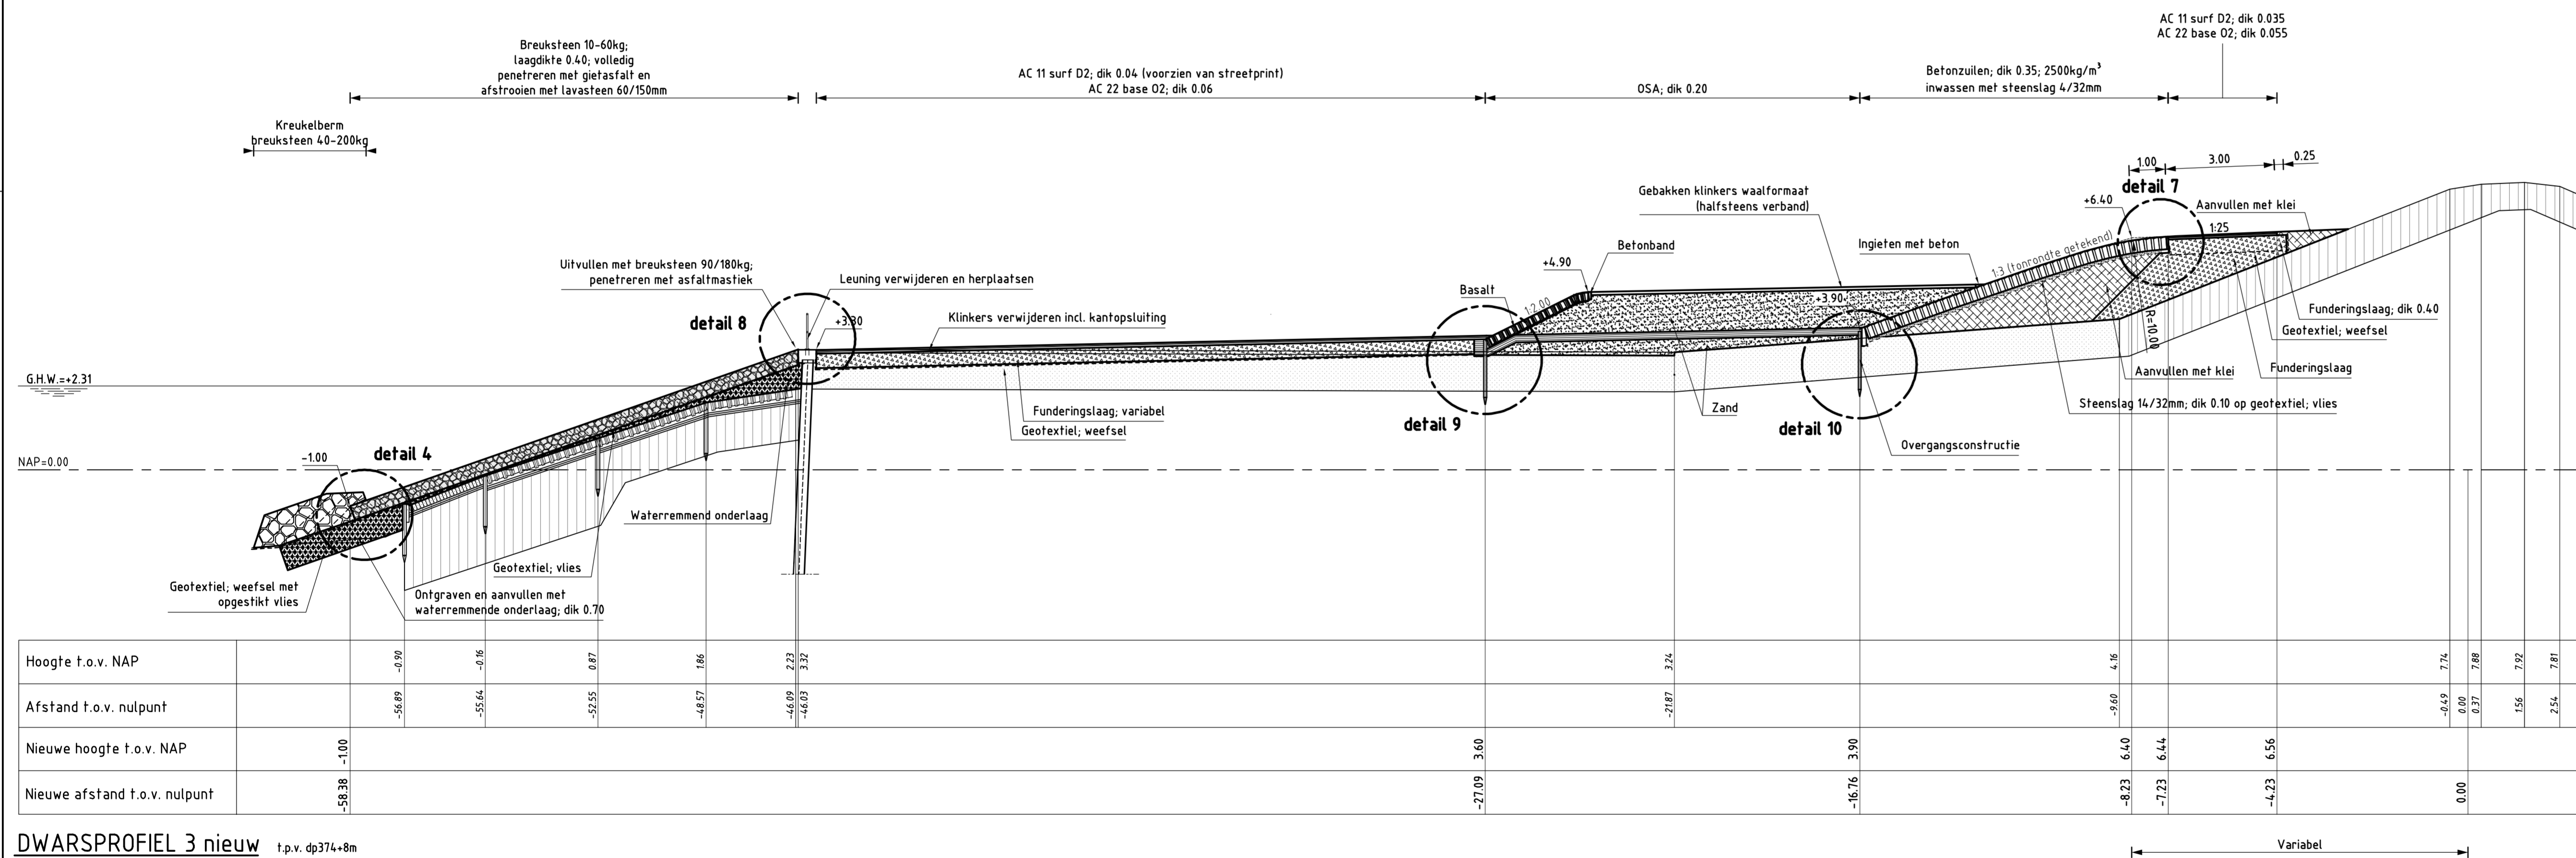 AC 11 surf D2; dik 0.035
AC 22 base O2; dik 0.055
Breuksteen 10-60kg;
laagdikte 0.40; volledig
penetreren met gietasfalt en
afstrooien met lavasteen 60/150mm
AC 11 surf D2; dik 0.04 (voorzien van streetprint)
AC 22 base O2; dik 0.06
OSA; dik 0.20
Betonzuilen; dik 0.35; 2500kg/m³
inwassen met steenslag 4/32mm
Kreukelberm
breuksteen 40-200kg
1.00
3.00
0.25
detail 7
Gebakken klinkers waalformaat
(halfsteens verband)
+6.40
Aanvullen met klei
1:25
Betonband
Ingieten met beton
1:3 (tonrondte getekend)
+4.90
Uitvullen met breuksteen 90/180kg;
penetreren met asfaltmastiek
Leuning verwijderen en herplaatsen
Basalt
1:2.00
+3.90
detail 8
+3.30
Klinkers verwijderen incl. kantopsluiting
R=10.00
Funderingslaag; dik 0.40
Geotextiel; weefsel
Funderingslaag
Aanvullen met klei
G.H.W.=+2.31
Steenslag 14/32mm; dik 0.10 op geotextiel; vlies
Funderingslaag; variabel
Geotextiel; weefsel
Zand
detail 9
detail 10
Overgangsconstructie
NAP=0.00
-1.00
detail 4
Waterremmend onderlaag
Geotextiel; vlies
Geotextiel; weefsel met
opgestikt vlies
Ontgraven en aanvullen met
waterremmende onderlaag; dik 0.70
Hoogte t.o.v. NAP -0.90 -0.16 0.87 1.86 2.23 3.32 3.24 4.16 7.74 7.88 7.92 7.81
Afstand t.o.v. nulpunt -56.89 -55.64 -52.55 -48.57 -46.09 -46.03 -21.87 -9.60 -0.49 0.00 0.37 1.56 2.54
Nieuwe hoogte t.o.v. NAP -1.00 3.60 3.90 6.40 6.44 6.56
Nieuwe afstand t.o.v. nulpunt -58.38 -27.09 -16.76 -8.23 -7.23 -4.23 0.00
DWARSPROFIEL 3 nieuw t.p.v. dp374+8m
Variabel